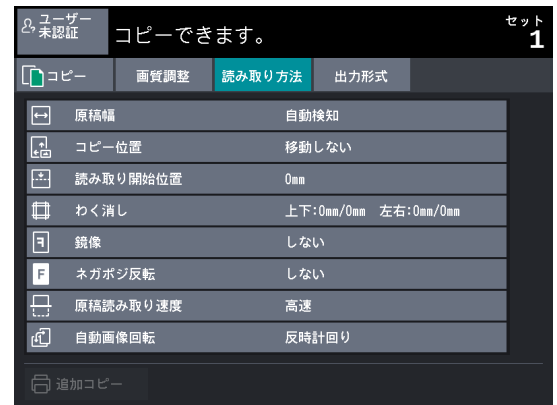 ユーザー
未認証
コピーできます。
セット
1
コピー
画質調整
読み取り方法
出力形式
原稿幅 自動検知
コピー位置 移動しない
読み取り開始位置 0mm
わく消し 上下:0mm/0mm 左右:0mm/0mm
鏡像 しない
F ネガポジ反転 しない
原稿読み取り速度 高速
自動画像回転 反時計回り
追加コピー